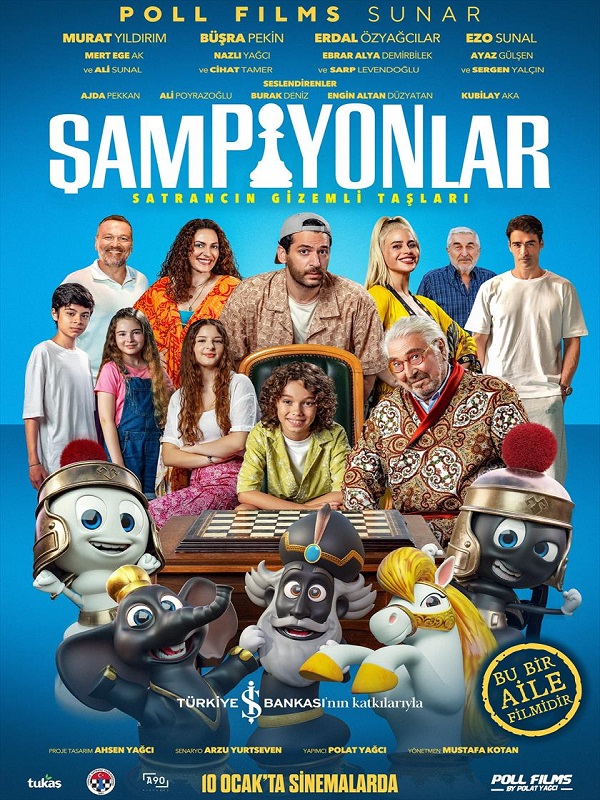 POLL FILMS SUNAR
MURAT YILDIRIM BÜŞRA PEKİN ERDAL ÖZYAĞCILAR EZO SUNAL
MERT EGE AK NAZLI YAĞCI EBRAR ALYA DEMİRBİLEK AYAZ GÜLŞEN
ve ALİ SUNAL ve CİHAT TAMER ve SARP LEVENDOĞLU ve SERGEN YALÇIN
SESLENDİRENLER
AJDA PEKKAN ALİ POYRAZOĞLU BURAK DENİZ ENGİN ALTAN DÜZYATAN KUBİLAY AKA
ŞAMPİYONLAR
SATRANCIN GİZEMLİ TAŞLARI
BU BİR
AİLE
FİLMİDİR
TÜRKİYE İŞ BANKASI'nın katkılarıyla
PROJE TASARIM AHSEN YAĞCI SENARYO ARZU YURTSEVEN YAPIMCI POLAT YAĞCI YÖNETMEN MUSTAFA KOTAN
tukaş
A90
10 OCAK'TA SİNEMALARDA
POLL FILMS
BY POLAT YAGCI